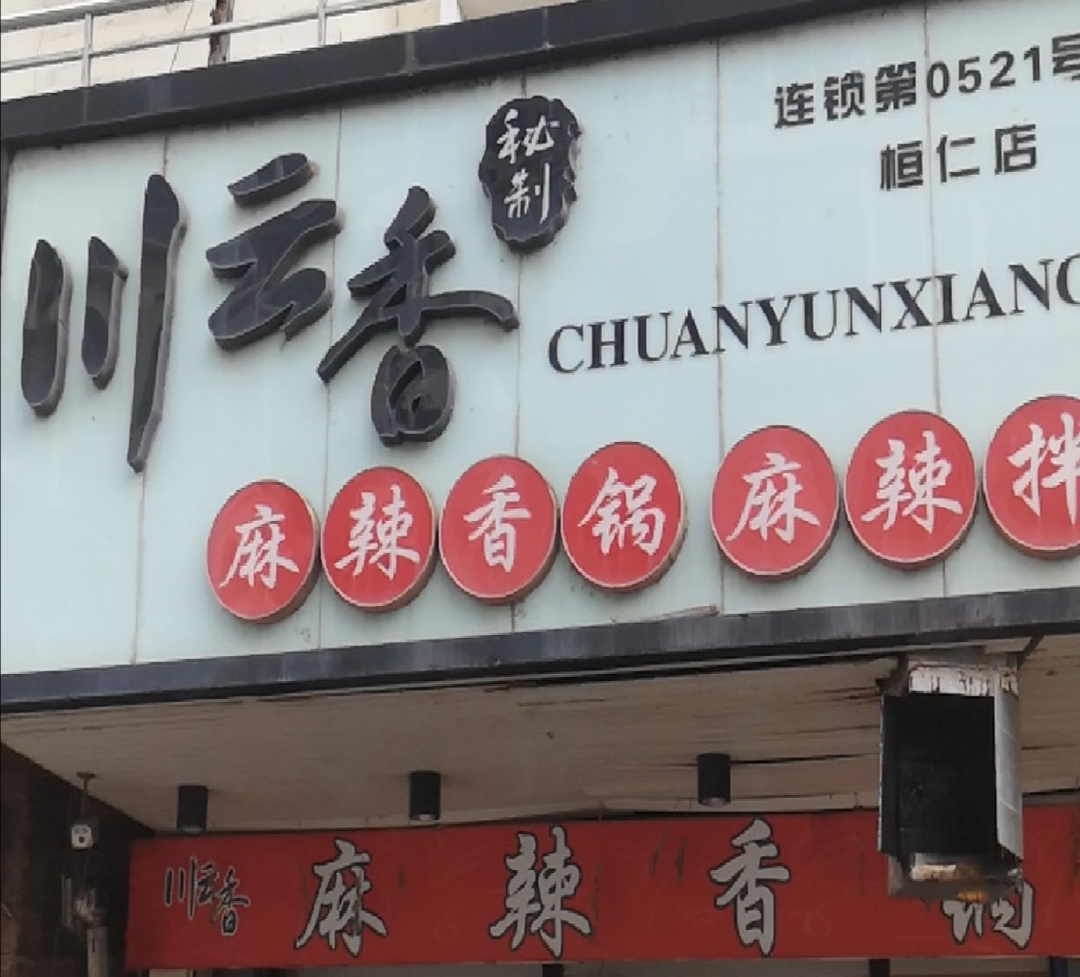 连锁第0521号
桓仁店
川云香
秘制
CHUANYUNXIANG
麻辣香锅 麻辣拌
川云香 麻辣香锅